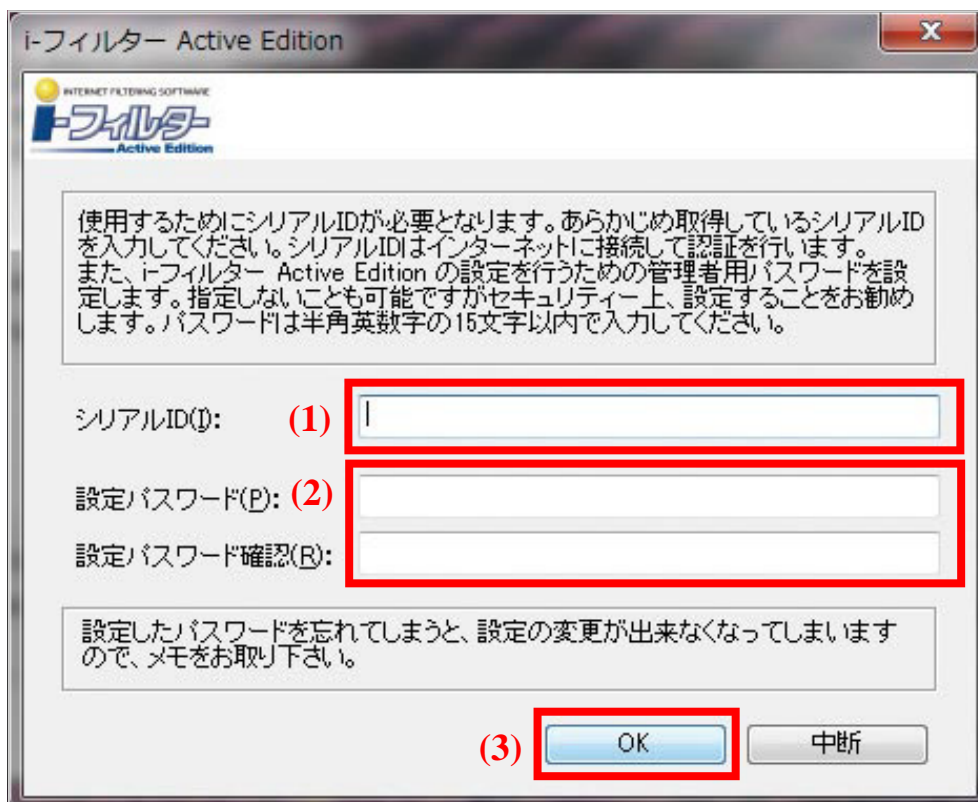 i-フィルター Active Edition
INTERNET FILTERING SOFTWARE
i-フィルター
Active Edition
使用するためにシリアルIDが必要となります。あらかじめ取得しているシリアルID
を入力してください。シリアルIDはインターネットに接続して認証を行います。
また、i-フィルター Active Edition の設定を行うための管理者用パスワードを設
定します。指定しないことも可能ですがセキュリティー上、設定することをお勧め
します。パスワードは半角英数字の15文字以内で入力してください。
シリアルID(I): (1)
設定パスワード(P): (2)
設定パスワード確認(R):
設定したパスワードを忘れてしまうと、設定の変更が出来なくなってしまいます
ので、メモをお取り下さい。
(3) OK 中断